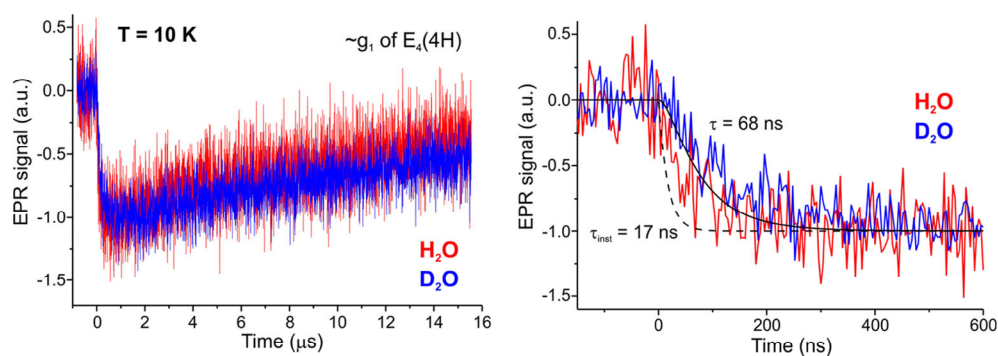 T = 10 K
~g₁ of E₄(4H)
EPR signal (a.u.)
0.0
-0.5
-1.0
-1.5
H₂O
D₂O
0 2 4 6 8 10 12 14 16
Time (μs)
EPR signal (a.u.)
0.5
0.0
-0.5
-1.0
-1.5
H₂O
D₂O
τ = 68 ns
τinst = 17 ns
0 200 400 600
Time (ns)